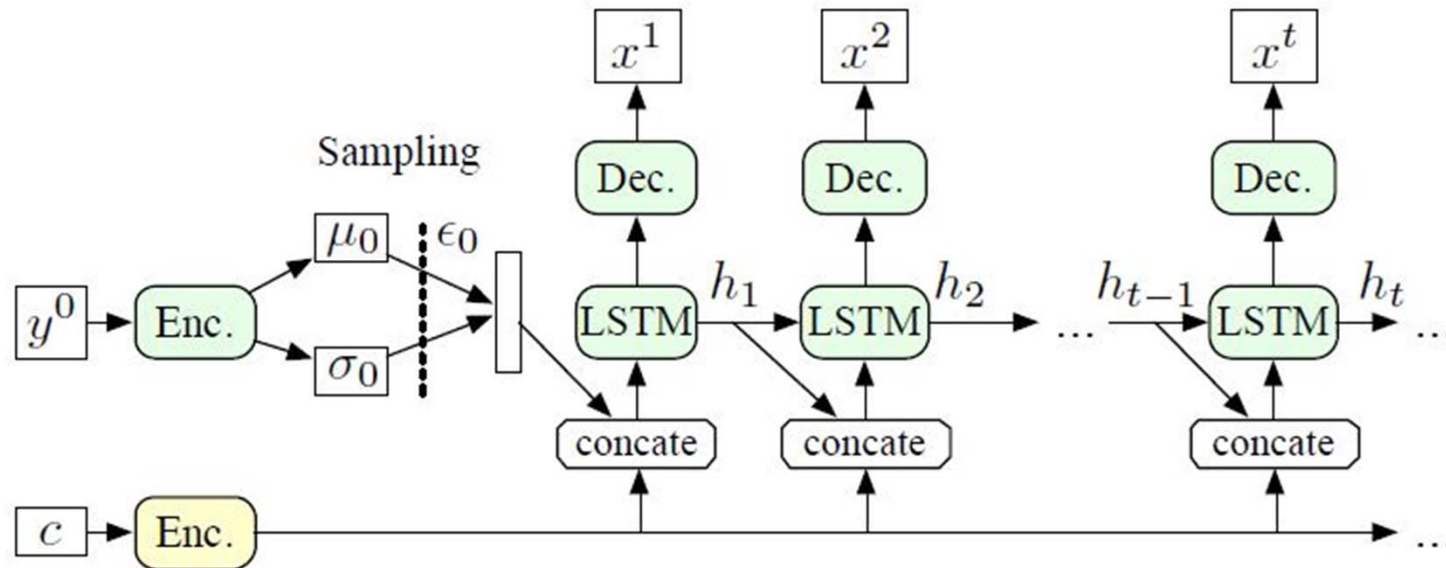 x^1 x^2 x^t
Sampling
Dec. Dec. Dec.
μ_0 ϵ_0
y^0 Enc. LSTM h_1 LSTM h_2 ... h_{t-1} LSTM h_t ..
σ_0
concate concate concate
c Enc. ..